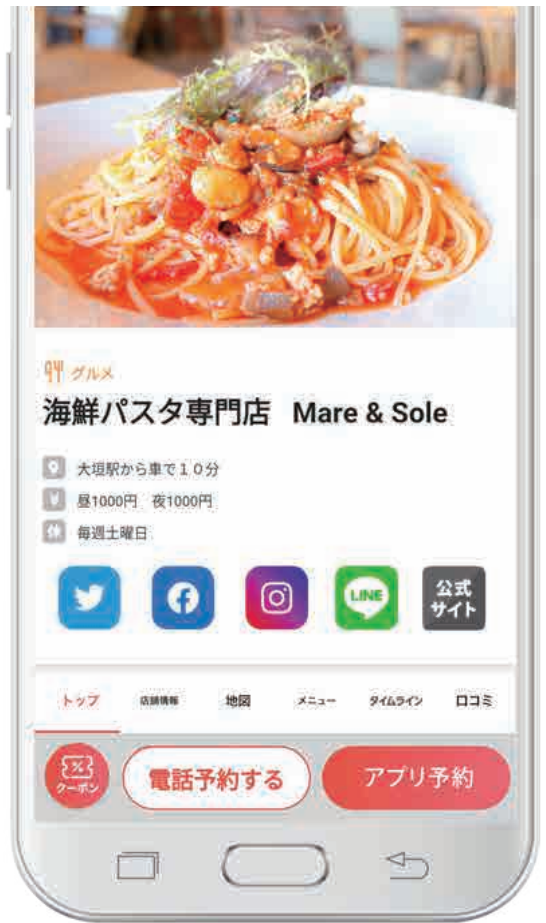 グルメ
海鮮パスタ専門店 Mare & Sole
大垣駅から車で10分
¥ 昼1000円 夜1000円
休 毎週土曜日
LINE
公式
サイト
トップ 店舗情報 地図 メニュー タイムライン 口コミ
クーポン 電話予約する アプリ予約